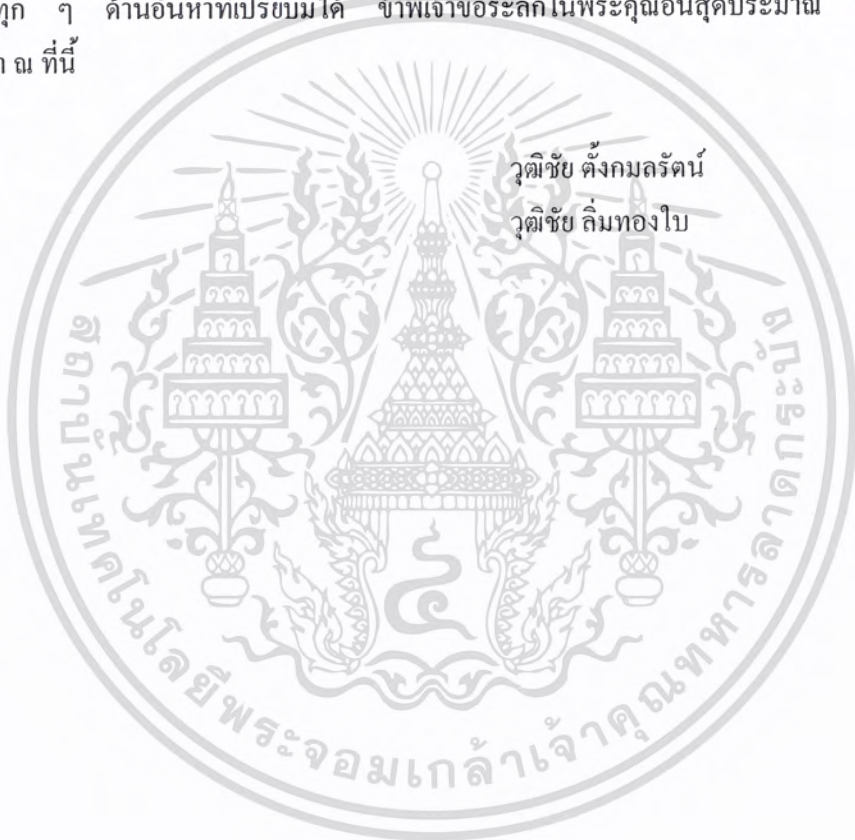 ทุก ๆ ด้านอันหาที่เปรียบมิได้ ข้าพเจ้าขอระลึกในพระคุณอันสุดประมาณ
ณ ที่นี้
วุฒิชัย ตั้งกมลรัตน์
วุฒิชัย ลิ่มทองใบ
สถาบันเทคโนโลยีพระจอมเกล้าเจ้าคุณทหารลาดกระบัง